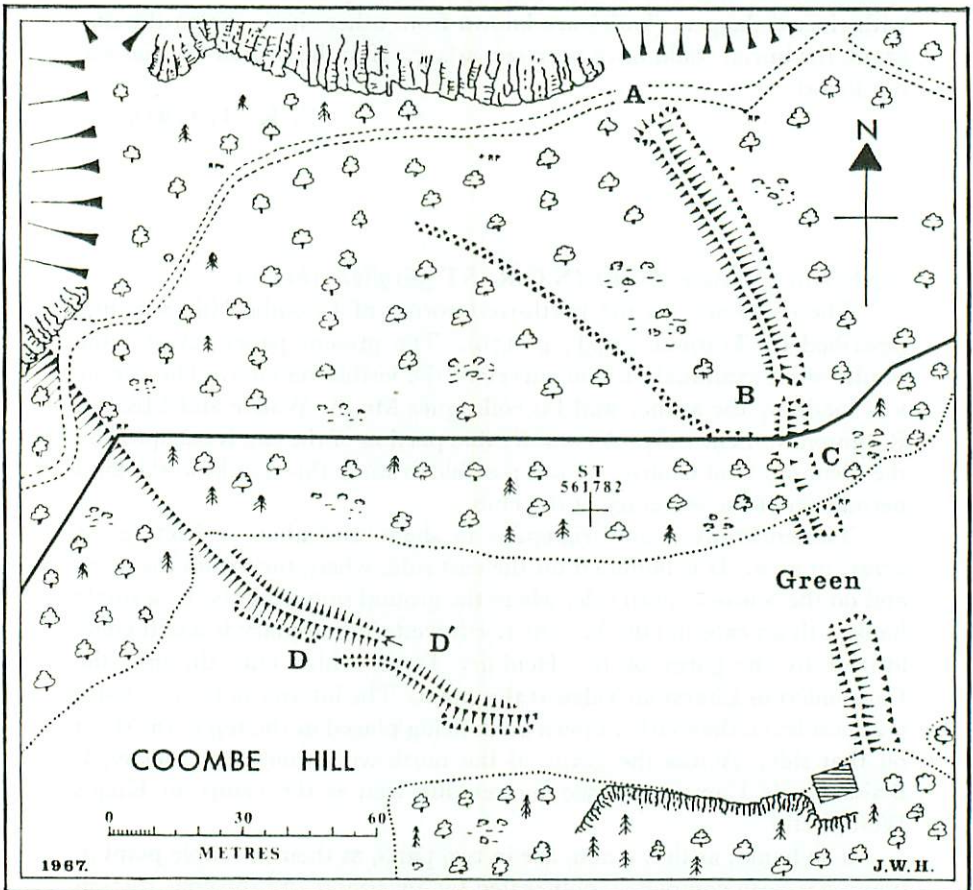 A
N
B
C
ST
561782
Green
D
D
COOMBE HILL
0 30 60
METRES
1967.
J.W.H.